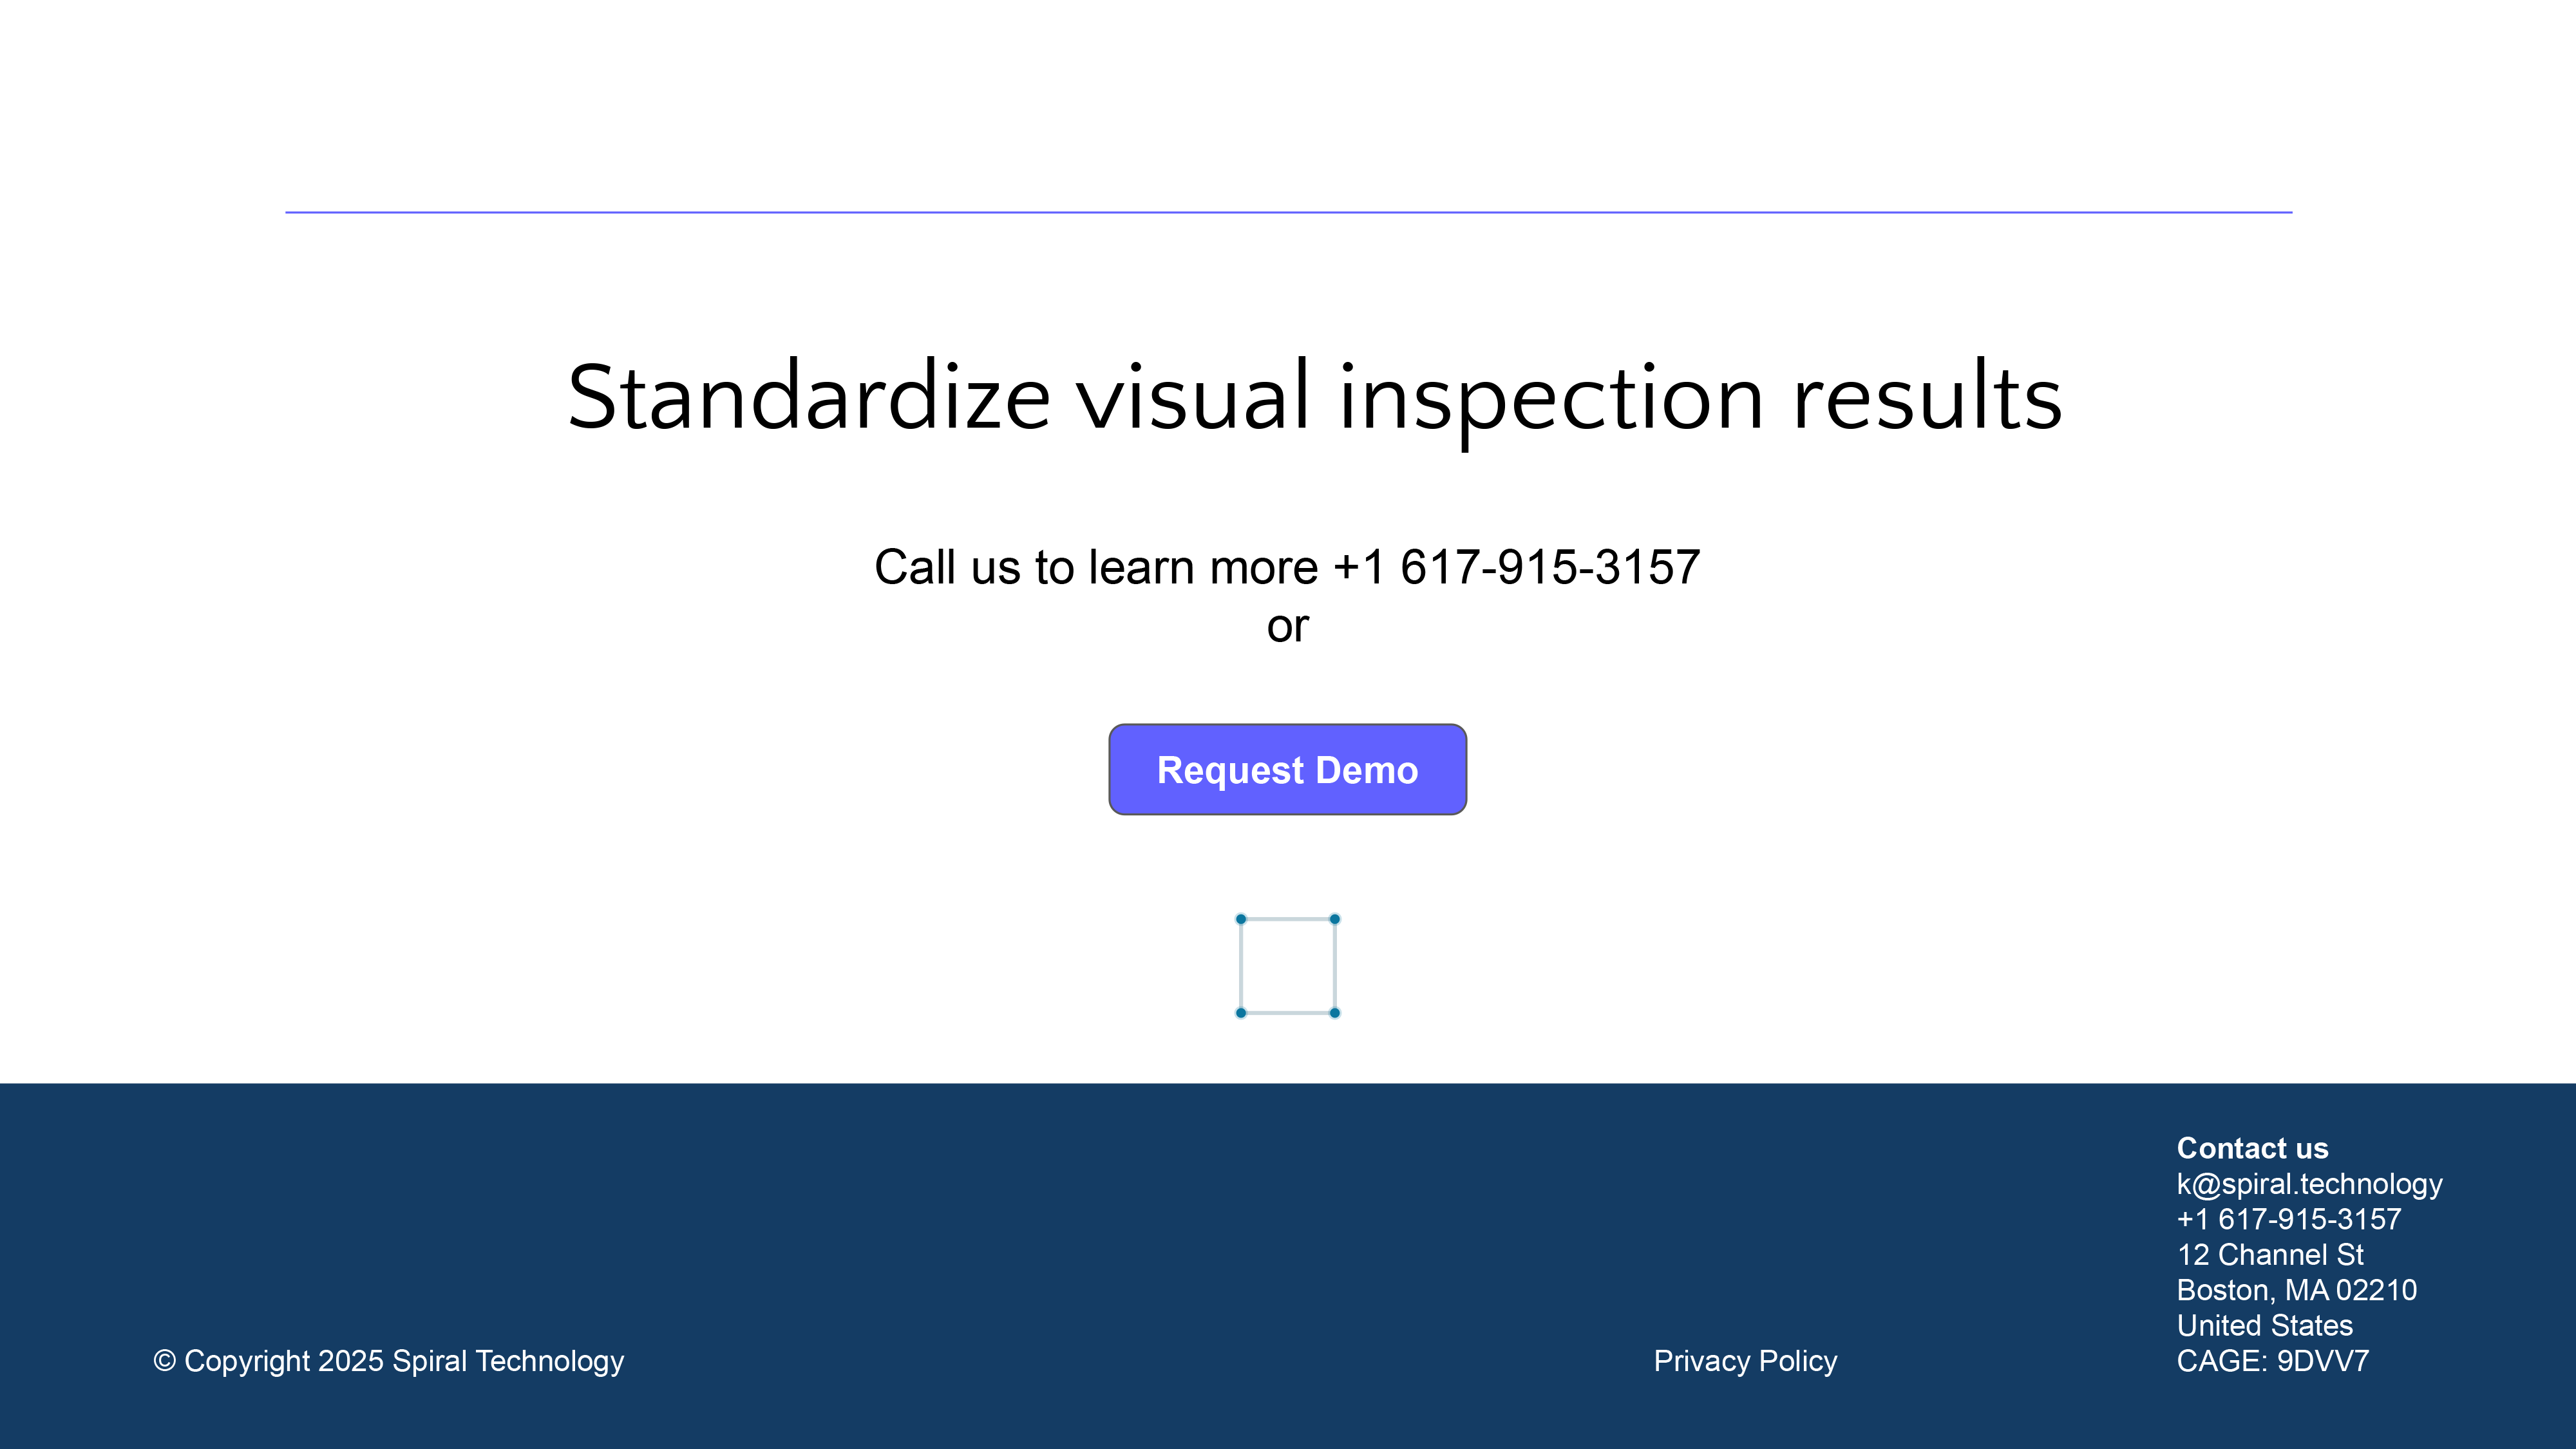 Standardize visual inspection results
Call us to learn more +1 617-915-3157
or
Request Demo
Contact us
k@spiral.technology
+1 617-915-3157
12 Channel St
Boston, MA 02210
United States
CAGE: 9DVV7
© Copyright 2025 Spiral Technology
Privacy Policy